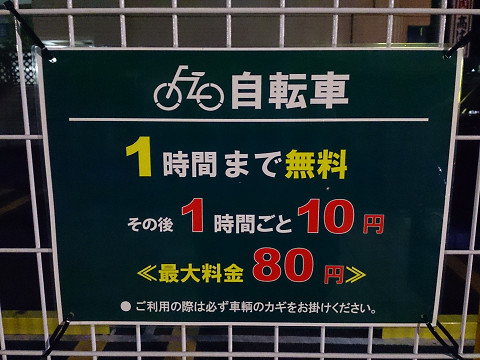 自転車
1時間まで無料
その後1時間ごと10円
≪最大料金80円≫
●ご利用の際は必ず車輌のカギをお掛けください。